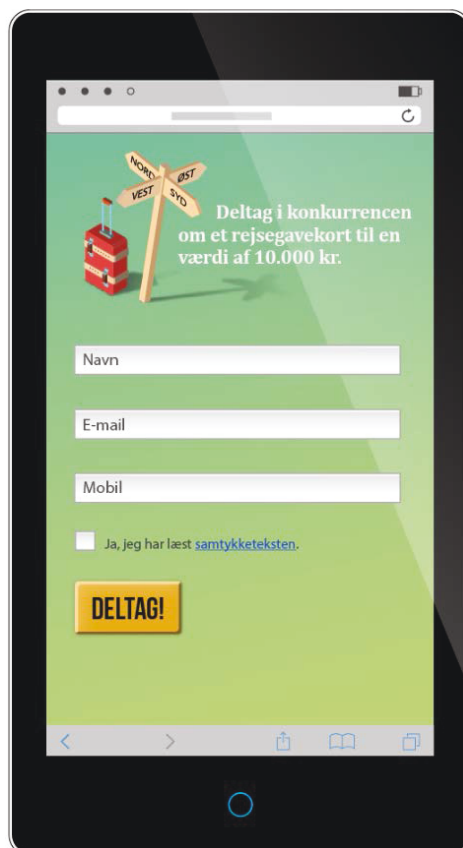 NORD
ØST
VEST
SYD
Deltag i konkurrencen
om et rejsegavekort til en
værdi af 10.000 kr.
Navn
E-mail
Mobil
Ja, jeg har læst samtykketeksten.
DELTAG!